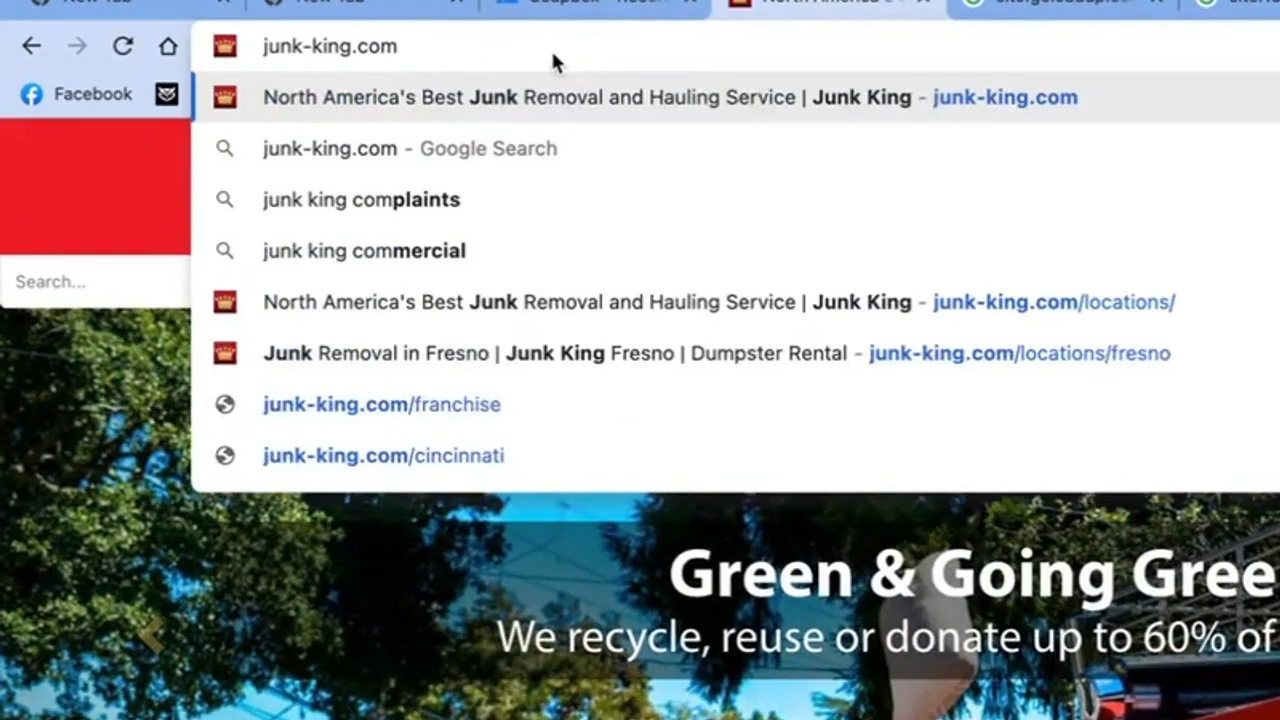 junk-king.com
Facebook
North America's Best Junk Removal and Hauling Service | Junk King - junk-king.com
junk-king.com - Google Search
junk king complaints
junk king commercial
Search...
North America's Best Junk Removal and Hauling Service | Junk King - junk-king.com/locations/
Junk Removal in Fresno | Junk King Fresno | Dumpster Rental - junk-king.com/locations/fresno
junk-king.com/franchise
junk-king.com/cincinnati
Green & Going Gree
We recycle, reuse or donate up to 60% of